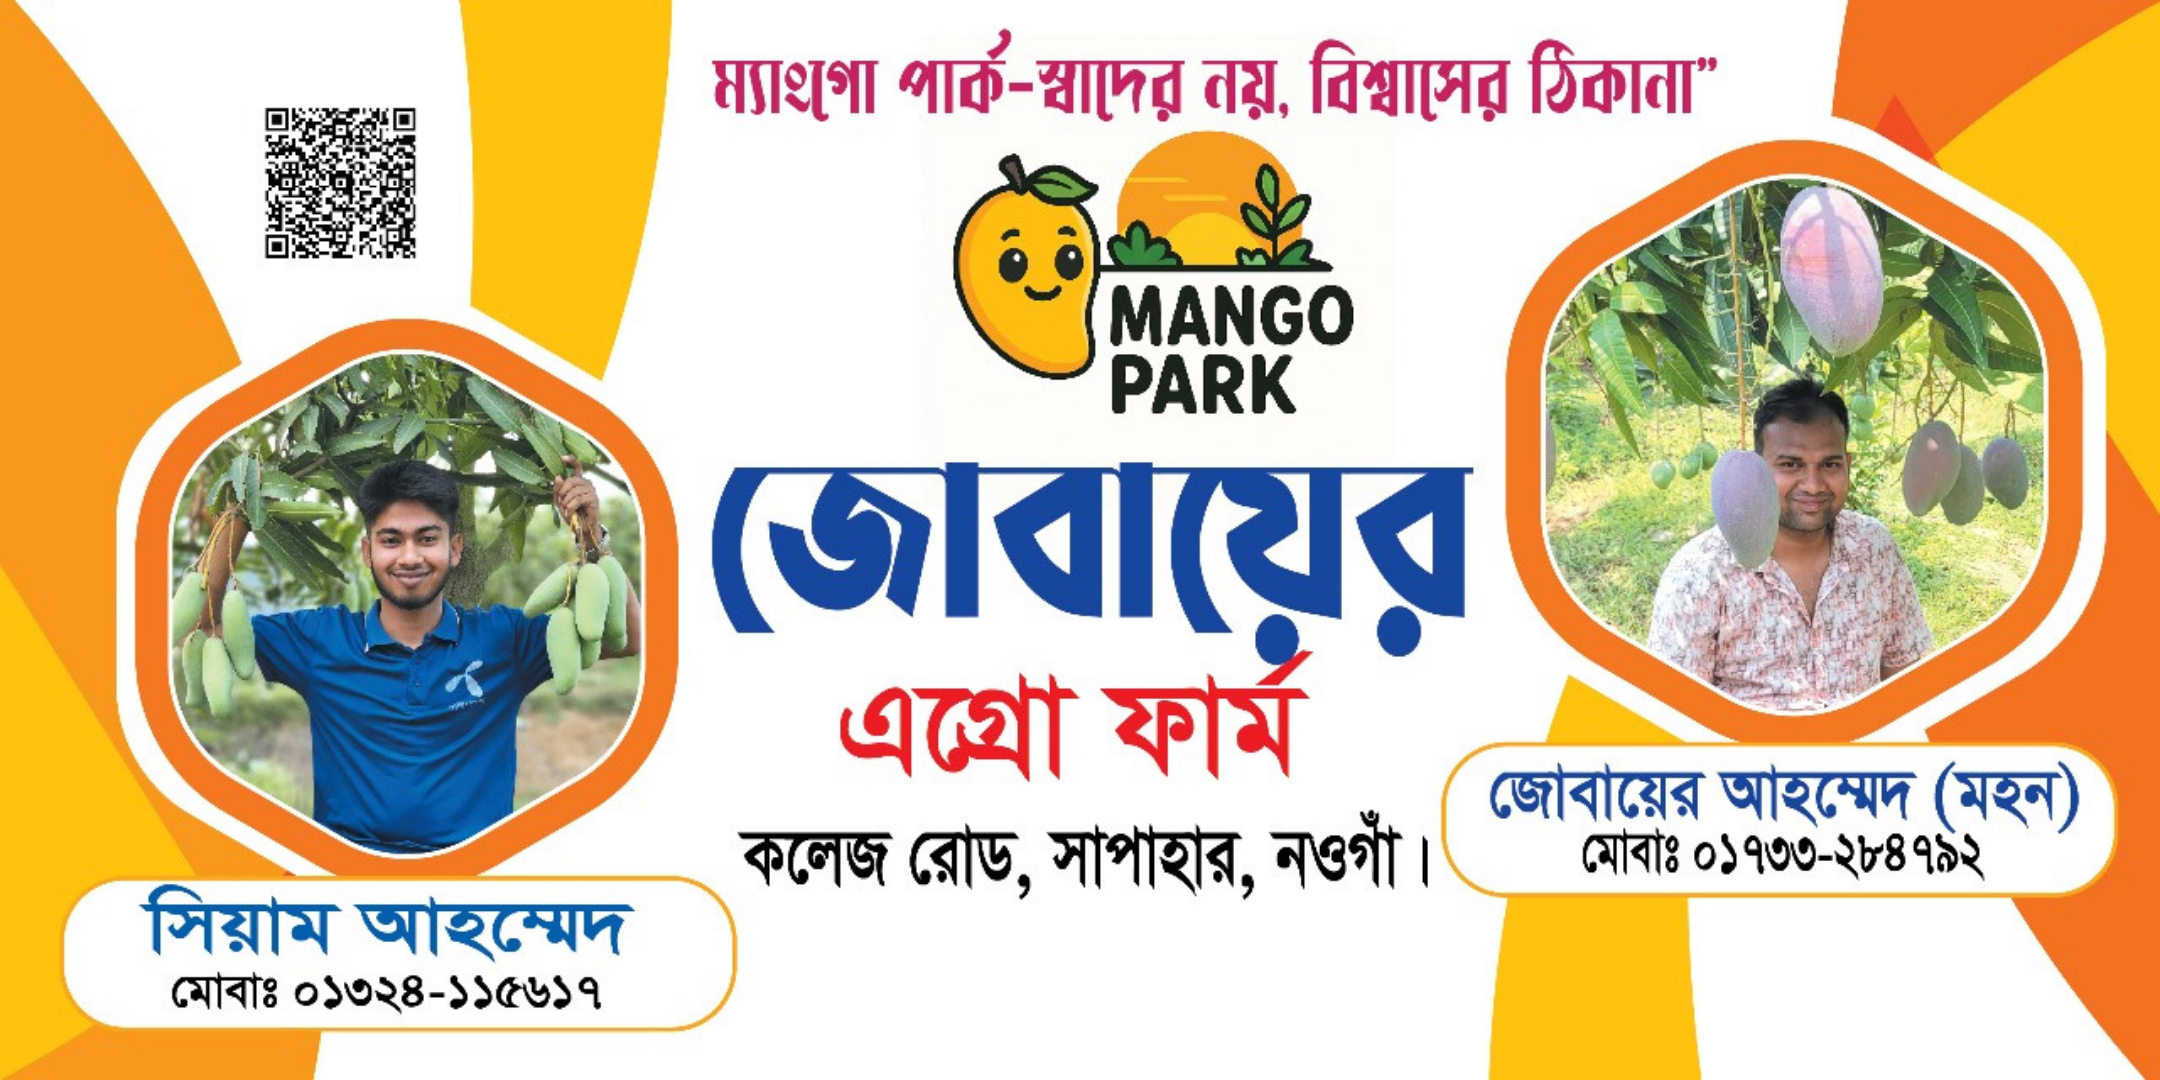 ম্যাংগো পার্ক-স্বাদের নয়, বিশ্বাসের ঠিকানা”
MANGO
PARK
জোবায়ের
এগ্রো ফার্ম
কলেজ রোড, সাপাহার, নওগাঁ।
সিয়াম আহম্মেদ
মোবাঃ ০১৩২৪-১১৫৬১৭
জোবায়ের আহম্মেদ (মহন)
মোবাঃ ০১৭৩৩-২৮৪৭৯২